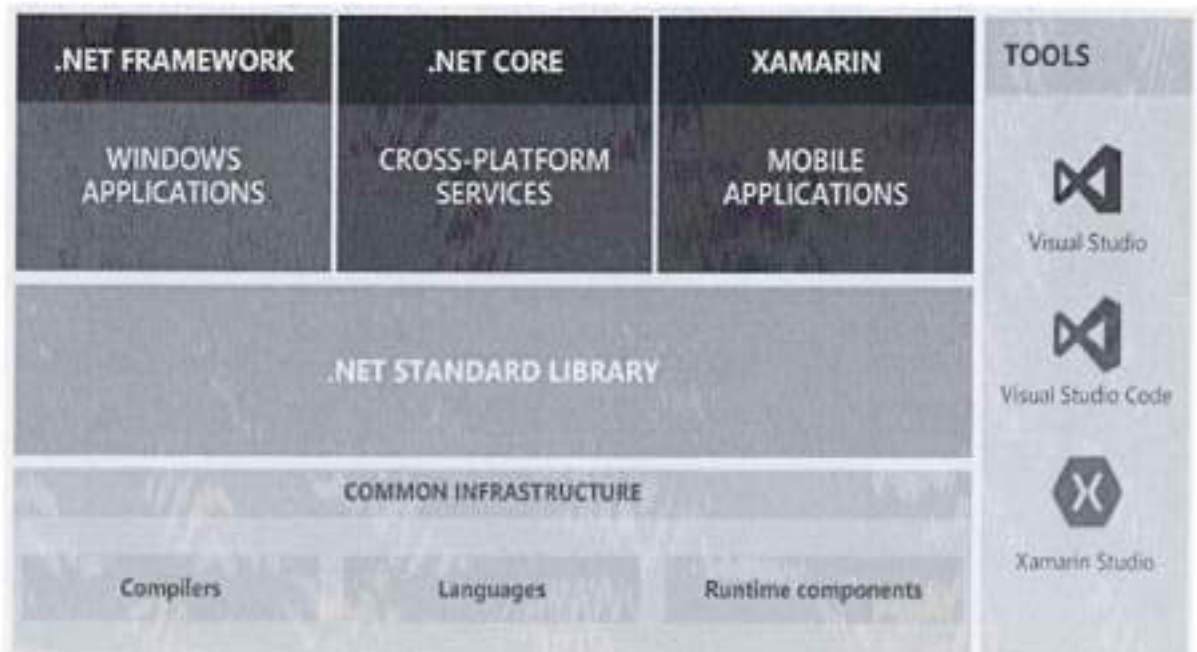 .NET FRAMEWORK
WINDOWS
APPLICATIONS
.NET CORE
CROSS-PLATFORM
SERVICES
XAMARIN
MOBILE
APPLICATIONS
.NET STANDARD LIBRARY
COMMON INFRASTRUCTURE
Compilers
Languages
Runtime components
TOOLS
Visual Studio
Visual Studio Code
Xamarin Studio